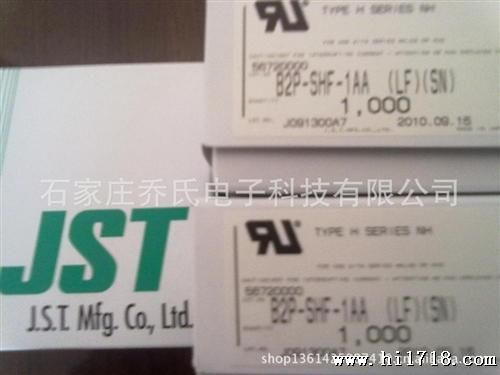 TYPE H SERIES NH
56720000
B2P-SHF-1AA (LF)(SN)
1,000
J091300A7 2010.09.15
石家庄乔氏电子科技有限公司
JST
J.S.T. Mfg. Co., Ltd.
TYPE H SERIES NH
56720000
B2P-SHF-1AA (LF)(SN)
1,000
www.hi1718.com